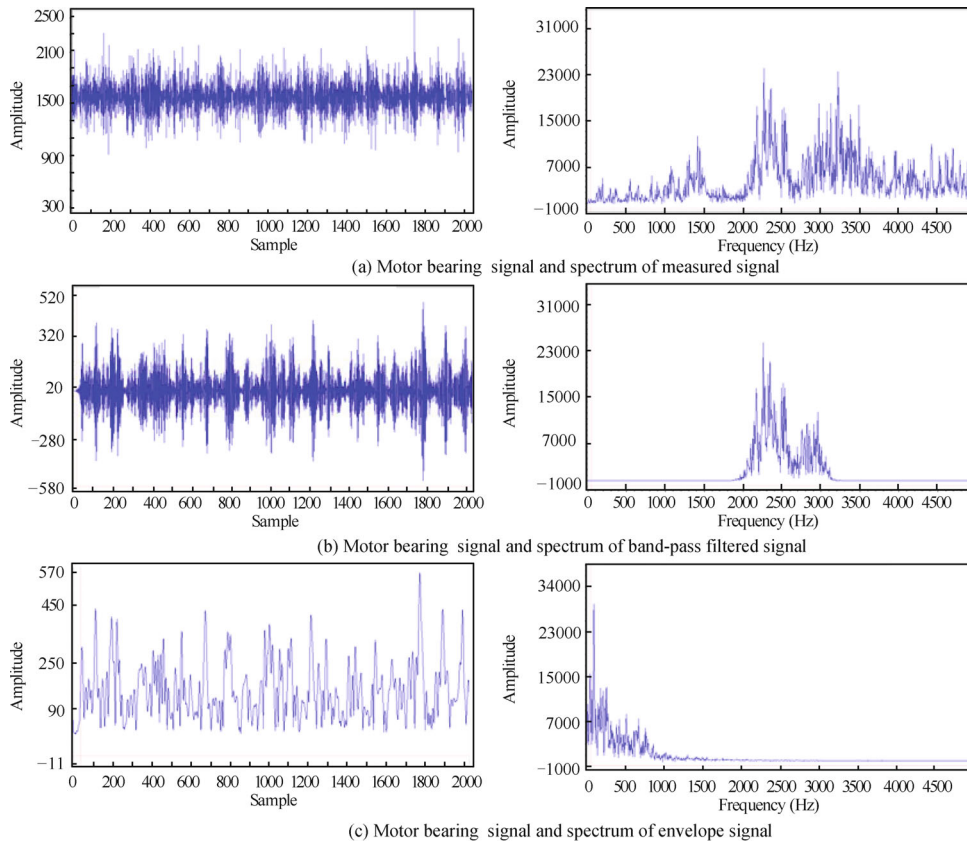 2500
2100
1500
900
300
Amplitude
0 200 400 600 800 1000 1200 1400 1600 1800 2000
Sample
31000
23000
15000
7000
−1000
Amplitude
0 500 1000 1500 2000 2500 3000 3500 4000 4500
Frequency (Hz)
(a) Motor bearing signal and spectrum of measured signal
520
320
20
−280
−580
Amplitude
0 200 400 600 800 1000 1200 1400 1600 1800 2000
Sample
31000
23000
15000
7000
−1000
Amplitude
0 500 1000 1500 2000 2500 3000 3500 4000 4500
Frequency (Hz)
(b) Motor bearing signal and spectrum of band-pass filtered signal
570
450
250
90
−11
Amplitude
0 200 400 600 800 1000 1200 1400 1600 1800 2000
Sample
34000
23000
15000
7000
−1000
Amplitude
0 500 1000 1500 2000 2500 3000 3500 4000 4500
Frequency (Hz)
(c) Motor bearing signal and spectrum of envelope signal